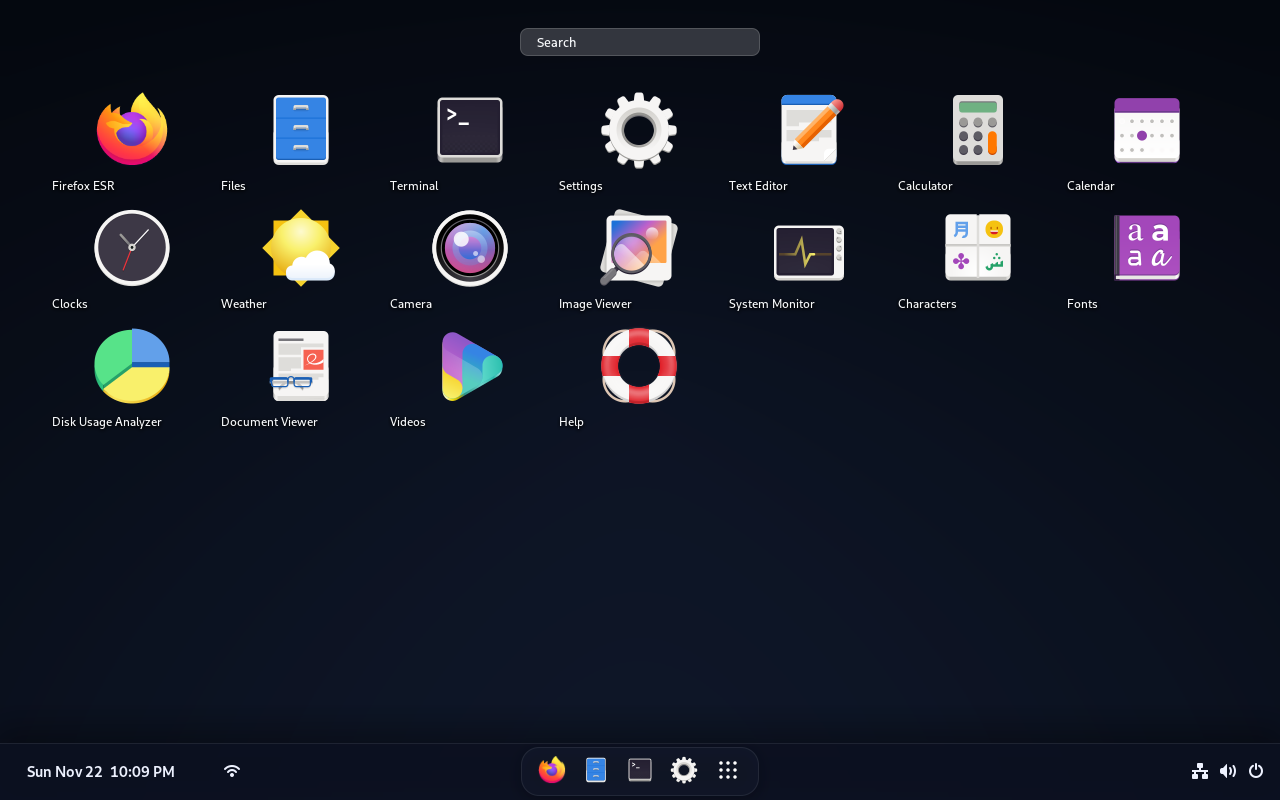 Search
Firefox ESR
Files
Terminal
Settings
Text Editor
Calculator
Calendar
Clocks
Weather
Camera
Image Viewer
System Monitor
Characters
Fonts
Disk Usage Analyzer
Document Viewer
Videos
Help
Sun Nov 22 10:09 PM